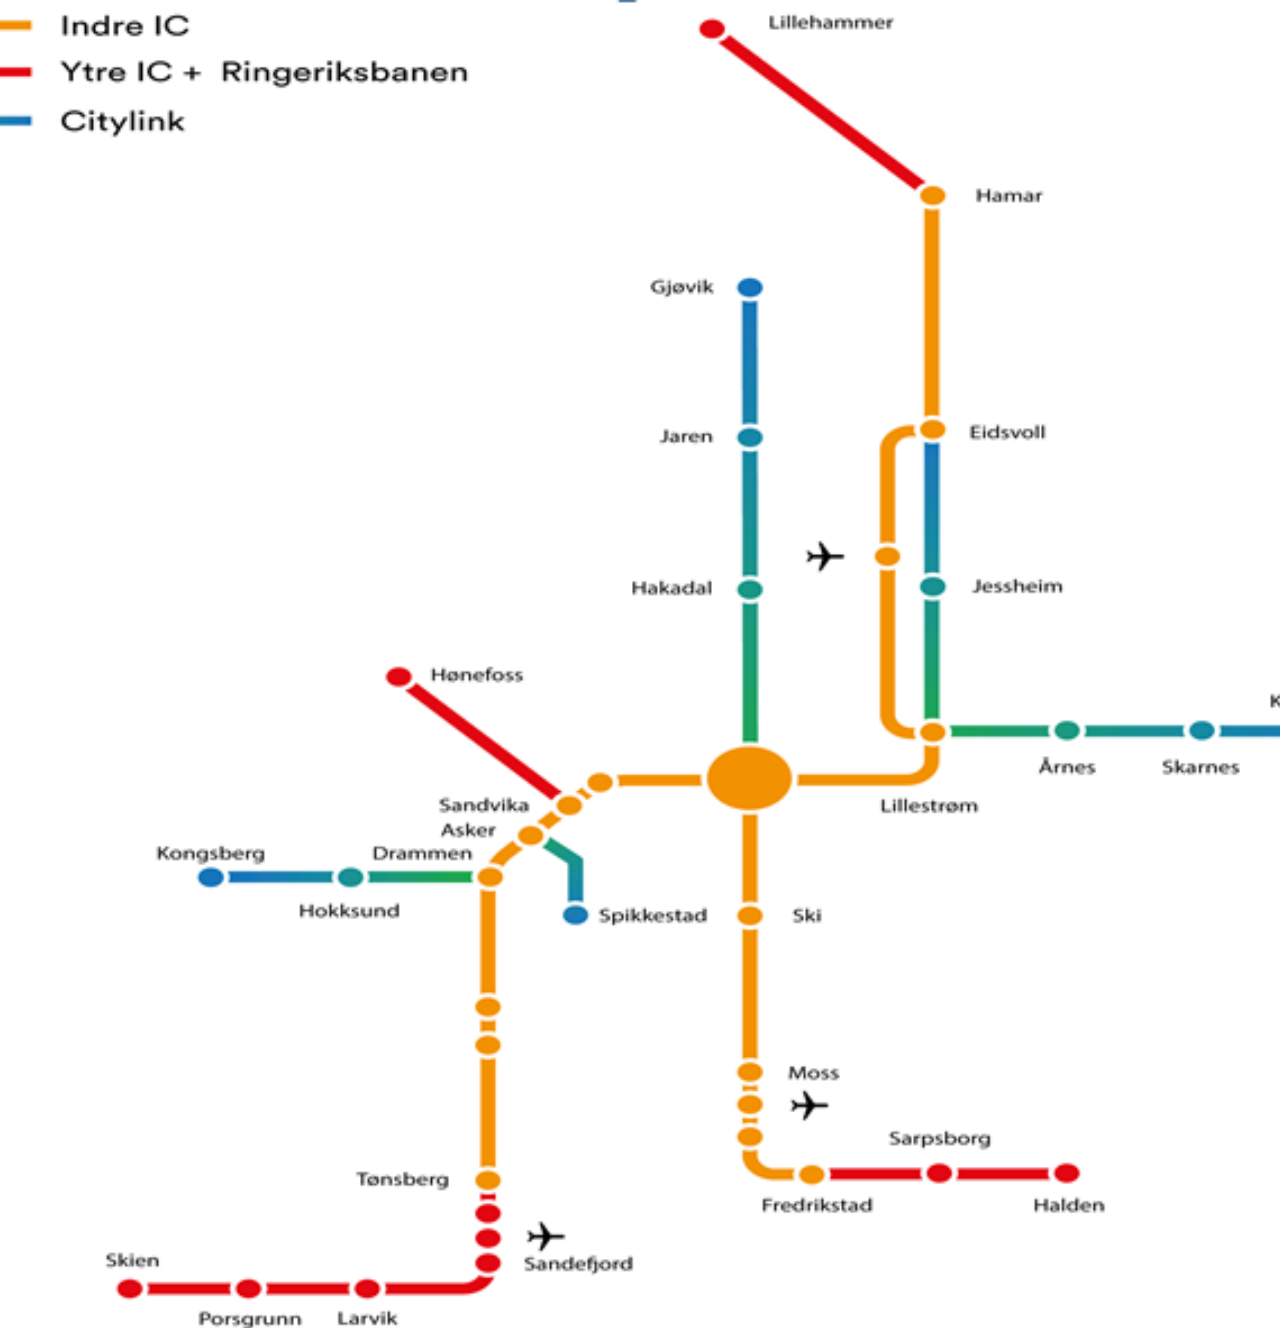 Indre IC
Ytre IC + Ringeriksbanen
Citylink
Lillehammer
Hamar
Gjøvik
Jaren
Eidsvoll
Hakadal
Jessheim
Hønefoss
K
Årnes
Skarnes
Sandvika
Lillestrøm
Asker
Kongsberg
Drammen
Hokksund
Spikkestad
Ski
Moss
Sarpsborg
Tønsberg
Fredrikstad
Halden
Skien
Sandefjord
Porsgrunn
Larvik